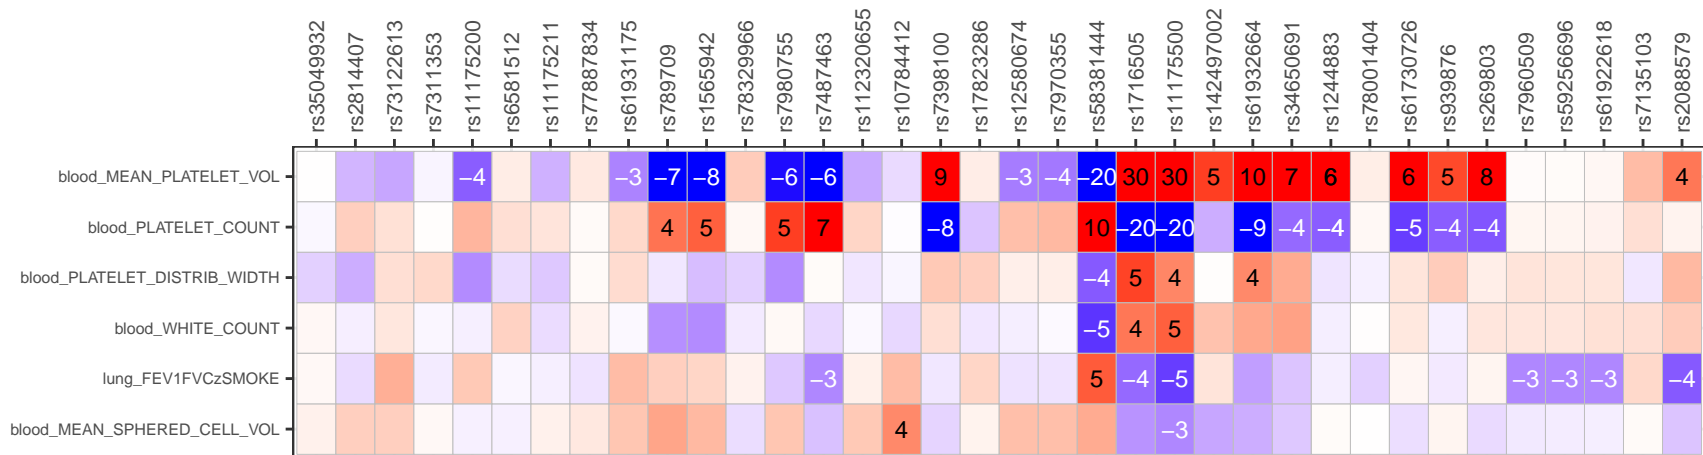 rs35049932
rs2814407
rs73122613
rs7311353
rs11175200
rs6581512
rs11175211
rs77887834
rs61931175
rs789709
rs1565942
rs78329966
rs7980755
rs74874463
rs112320655
rs10784412
rs7398100
rs17823286
rs12580674
rs7970355
rs58381444
rs1716505
rs11175500
rs142497002
rs61932664
rs34650691
rs1244883
rs78001404
rs61730726
rs939876
rs269803
rs79605509
rs59256696
rs61922618
rs7135103
rs20885579
blood_MEAN_PLATELET_VOL −4 −3 −7 −8 −6 −6 9 −3 −4 −20 30 30 5 10 7 6 6 5 8 4
blood_PLATELET_COUNT 4 5 5 7 −8 10 −20 −20 −9 −4 −4 −5 −4 −4
blood_PLATELET_DISTRIB_WIDTH −4 5 4 4
blood_WHITE_COUNT −5 4 5
lung_FEV1FVCzSMOKE −3 5 −4 −5 −3 −3 −3 −4
blood_MEAN_SPHERED_CELL_VOL 4 −3